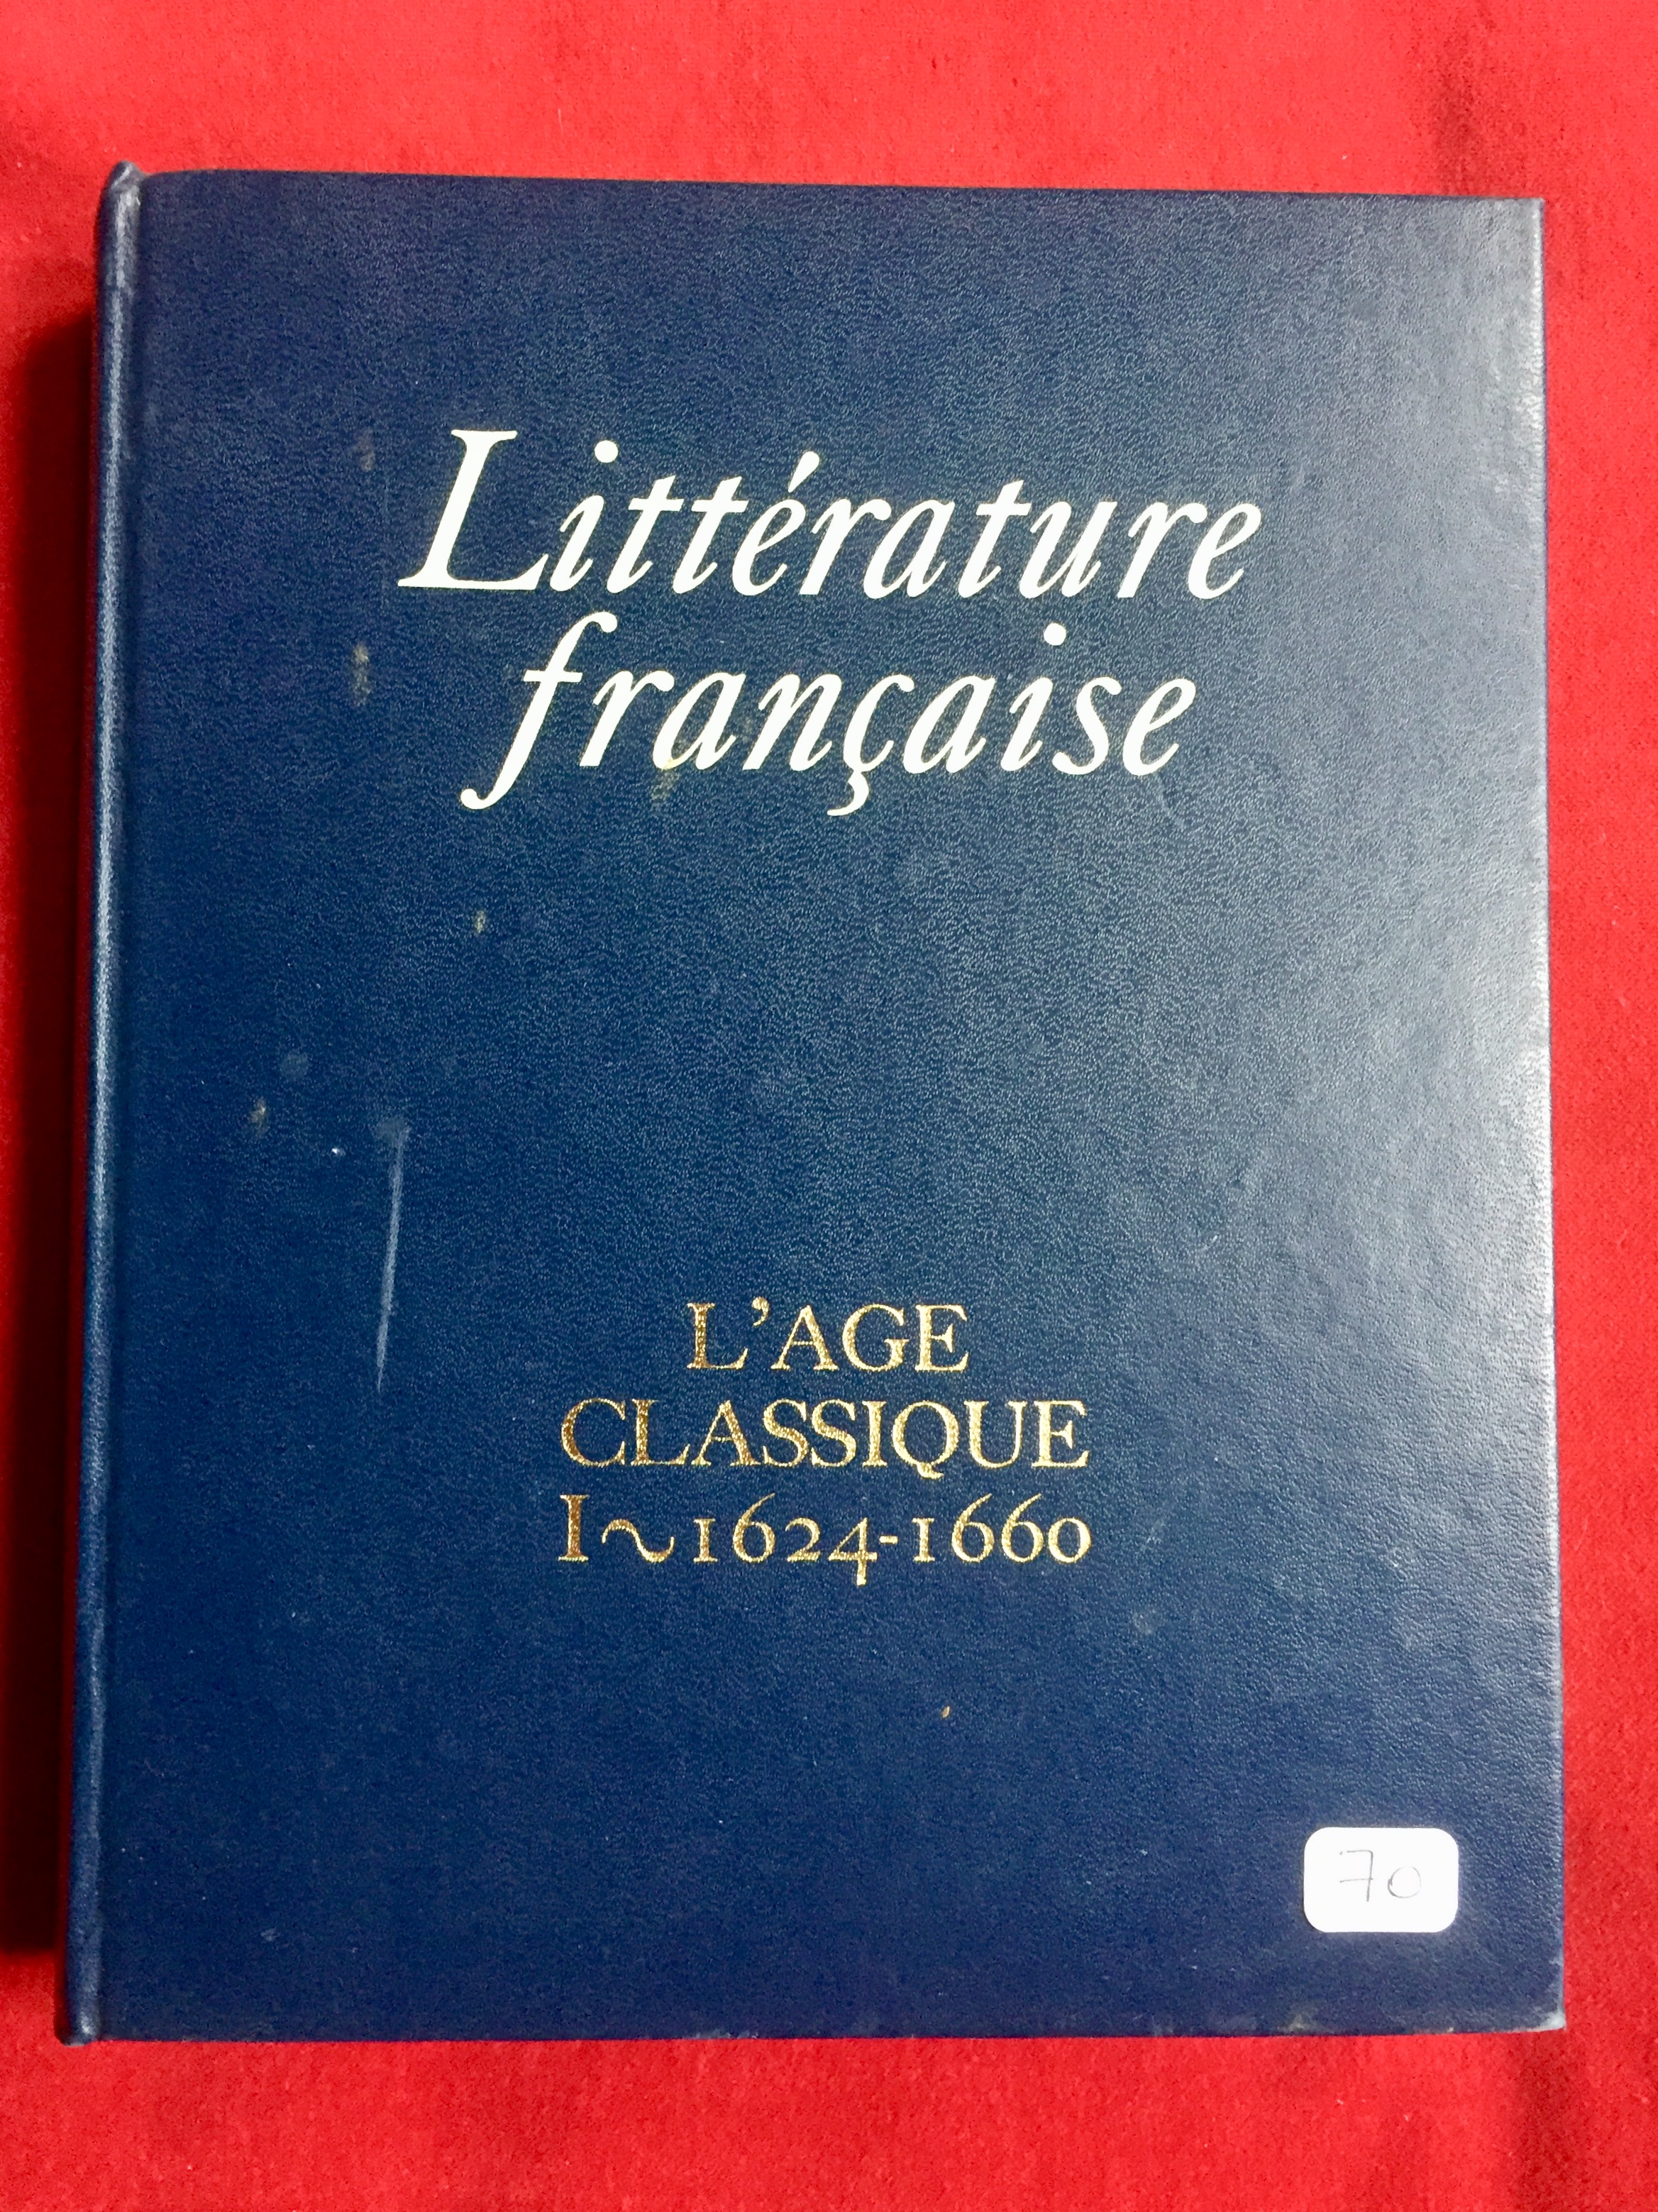 Littérature
française
L'AGE
CLASSIQUE
I~1624-1660
70